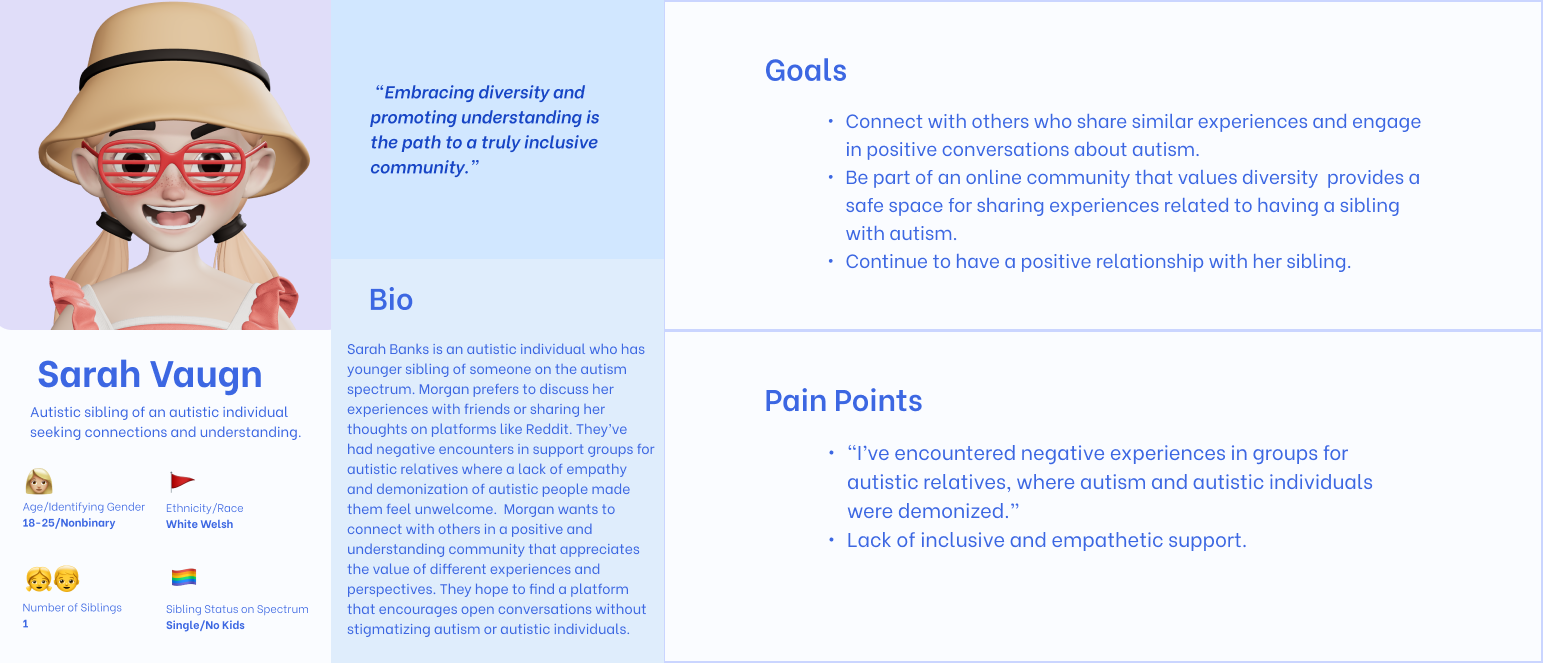 “Embracing diversity and
promoting understanding is
the path to a truly inclusive
community.”
Sarah Vaugn
Autistic sibling of an autistic individual
seeking connections and understanding.
Age/Identifying Gender
18-25/Nonbinary
Ethnicity/Race
White Welsh
Number of Siblings
1
Sibling Status on Spectrum
Single/No Kids
Bio
Sarah Banks is an autistic individual who has
younger sibling of someone on the autism
spectrum. Morgan prefers to discuss her
experiences with friends or sharing her
thoughts on platforms like Reddit. They’ve
had negative encounters in support groups for
autistic relatives where a lack of empathy
and demonization of autistic people made
them feel unwelcome.  Morgan wants to
connect with others in a positive and
understanding community that appreciates
the value of different experiences and
perspectives. They hope to find a platform
that encourages open conversations without
stigmatizing autism or autistic individuals.
Goals
• Connect with others who share similar experiences and engage
in positive conversations about autism.
• Be part of an online community that values diversity  provides a
safe space for sharing experiences related to having a sibling
with autism.
• Continue to have a positive relationship with her sibling.
Pain Points
• “I’ve encountered negative experiences in groups for
autistic relatives, where autism and autistic individuals
were demonized.”
• Lack of inclusive and empathetic support.